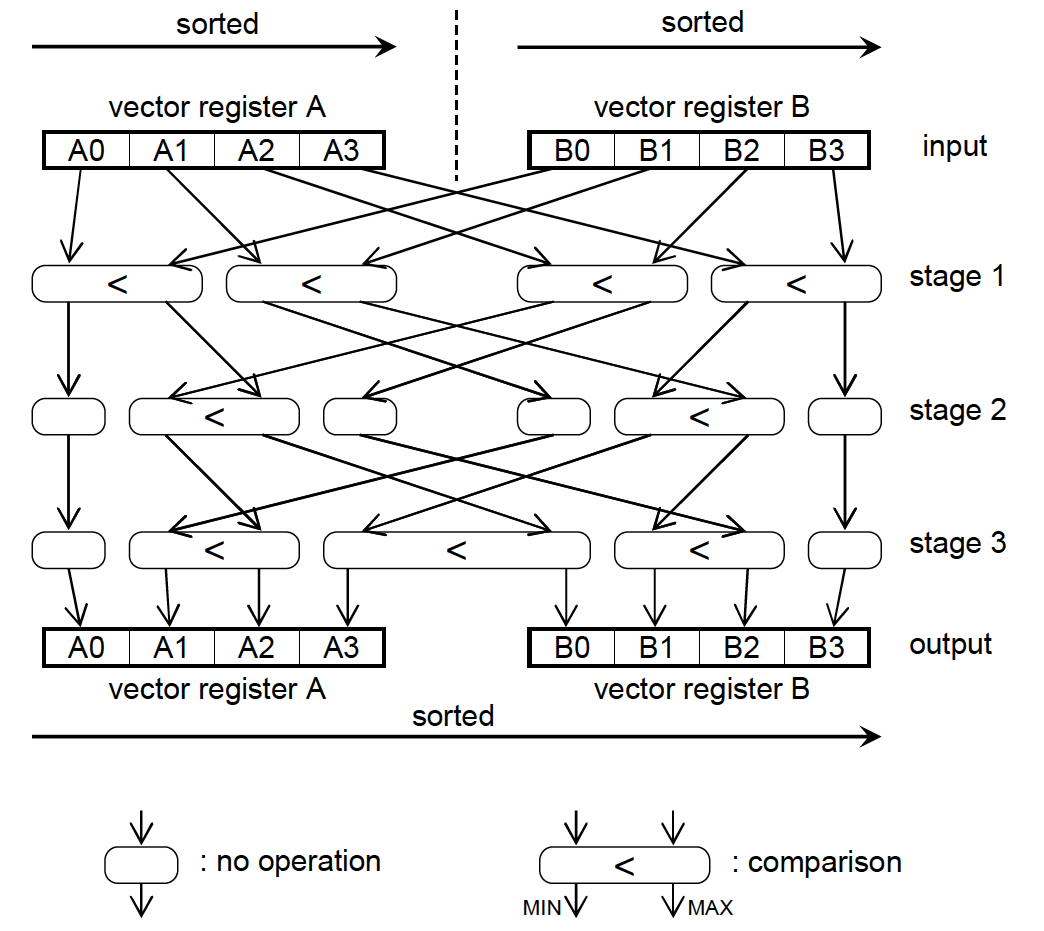 sorted sorted
vector register A vector register B
A0 A1 A2 A3 B0 B1 B2 B3 input
< < < < stage 1
< < stage 2
< < < stage 3
A0 A1 A2 A3 B0 B1 B2 B3 output
vector register A vector register B
sorted
: no operation < : comparison
MIN MAX